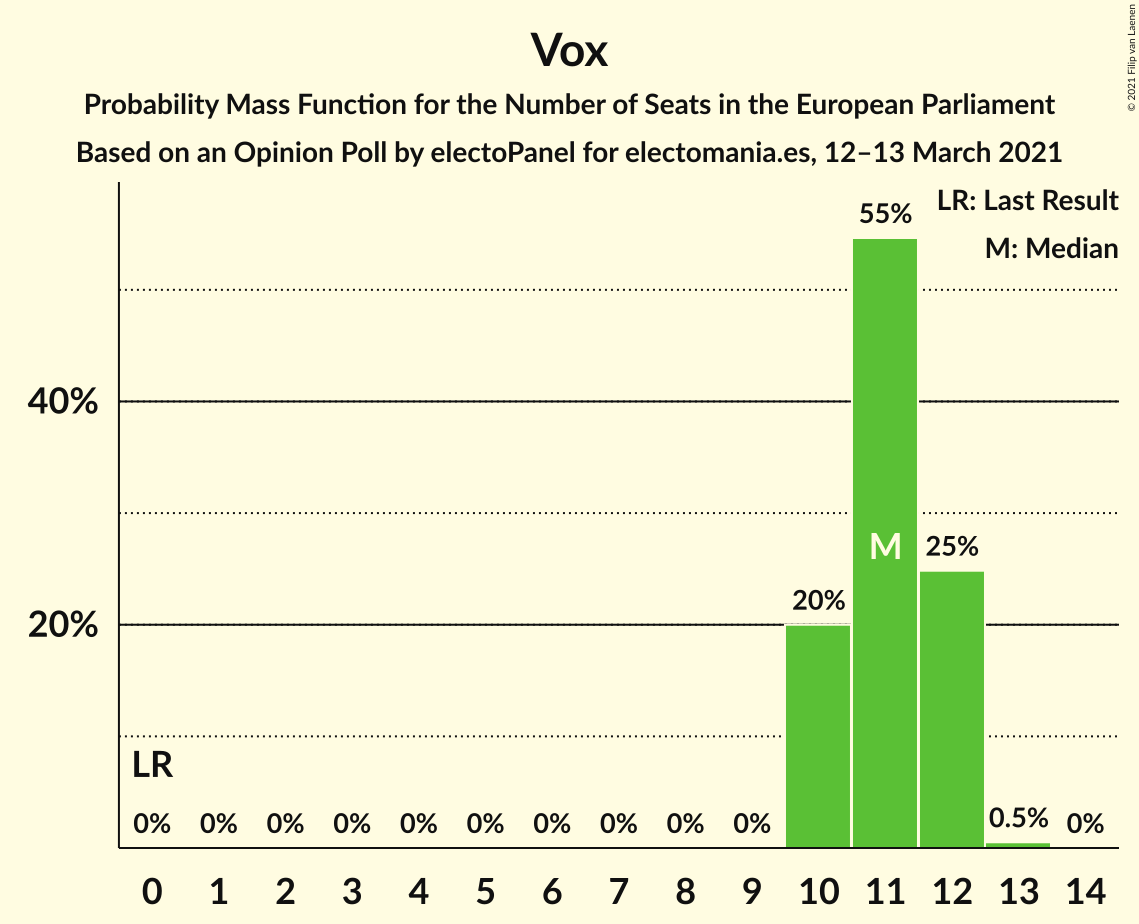 Vox
Probability Mass Function for the Number of Seats in the European Parliament
Based on an Opinion Poll by electoPanel for electomania.es, 12–13 March 2021
© 2021 Filip van Laenen
LR: Last Result
M: Median
55%
40%
M
25%
20%
20%
LR
0% 0% 0% 0% 0% 0% 0% 0% 0% 0% 0.5% 0%
0 1 2 3 4 5 6 7 8 9 10 11 12 13 14